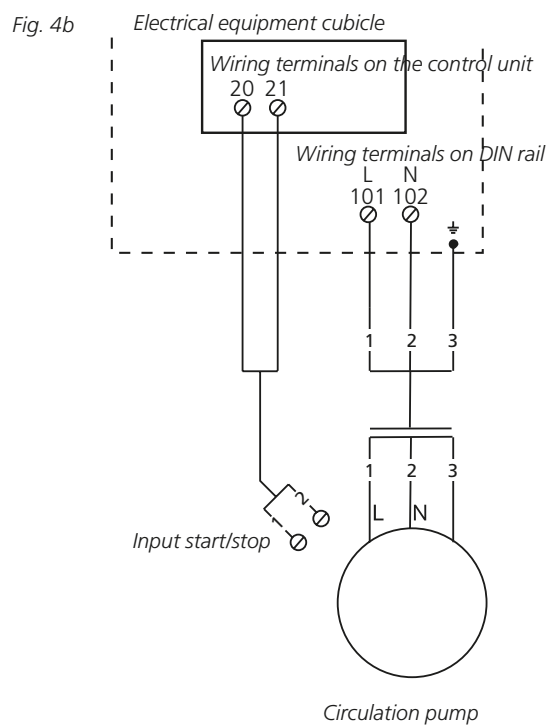 Fig. 4b
Electrical equipment cubicle
Wiring terminals on the control unit
20 21
Wiring terminals on DIN rail
L N
101 102
1 2 3
1 2 3
L N
1 2
Input start/stop
Circulation pump